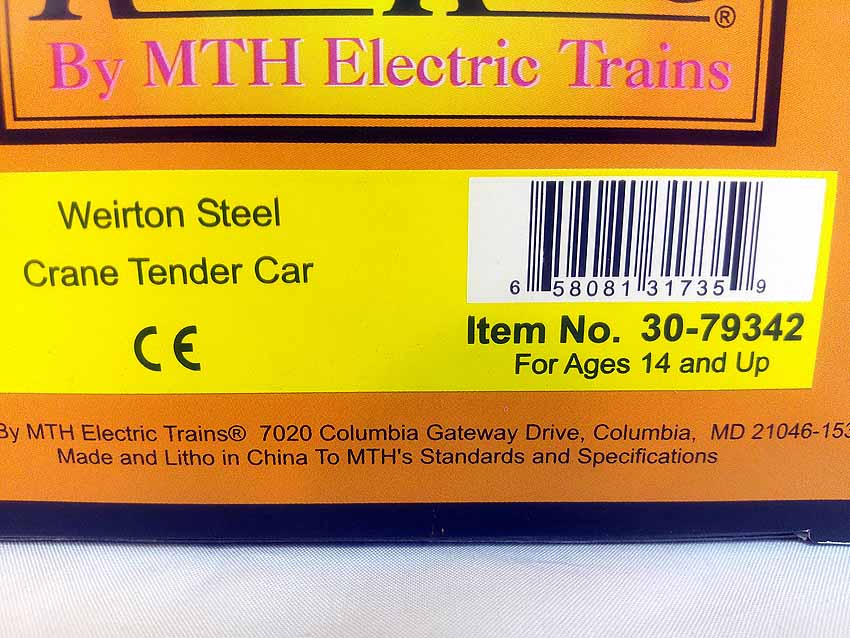 ®
By MTH Electric Trains
Weirton Steel
Crane Tender Car
CE
6 58081 31735 9
Item No. 30-79342
For Ages 14 and Up
By MTH Electric Trains® 7020 Columbia Gateway Drive, Columbia, MD 21046-153
Made and Litho in China To MTH's Standards and Specifications